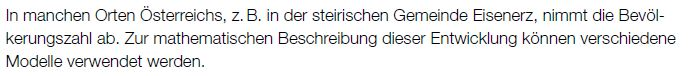 In manchen Orten Österreichs, z. B. in der steirischen Gemeinde Eisenerz, nimmt die Bevöl-
kerungszahl ab. Zur mathematischen Beschreibung dieser Entwicklung können verschiedene
Modelle verwendet werden.